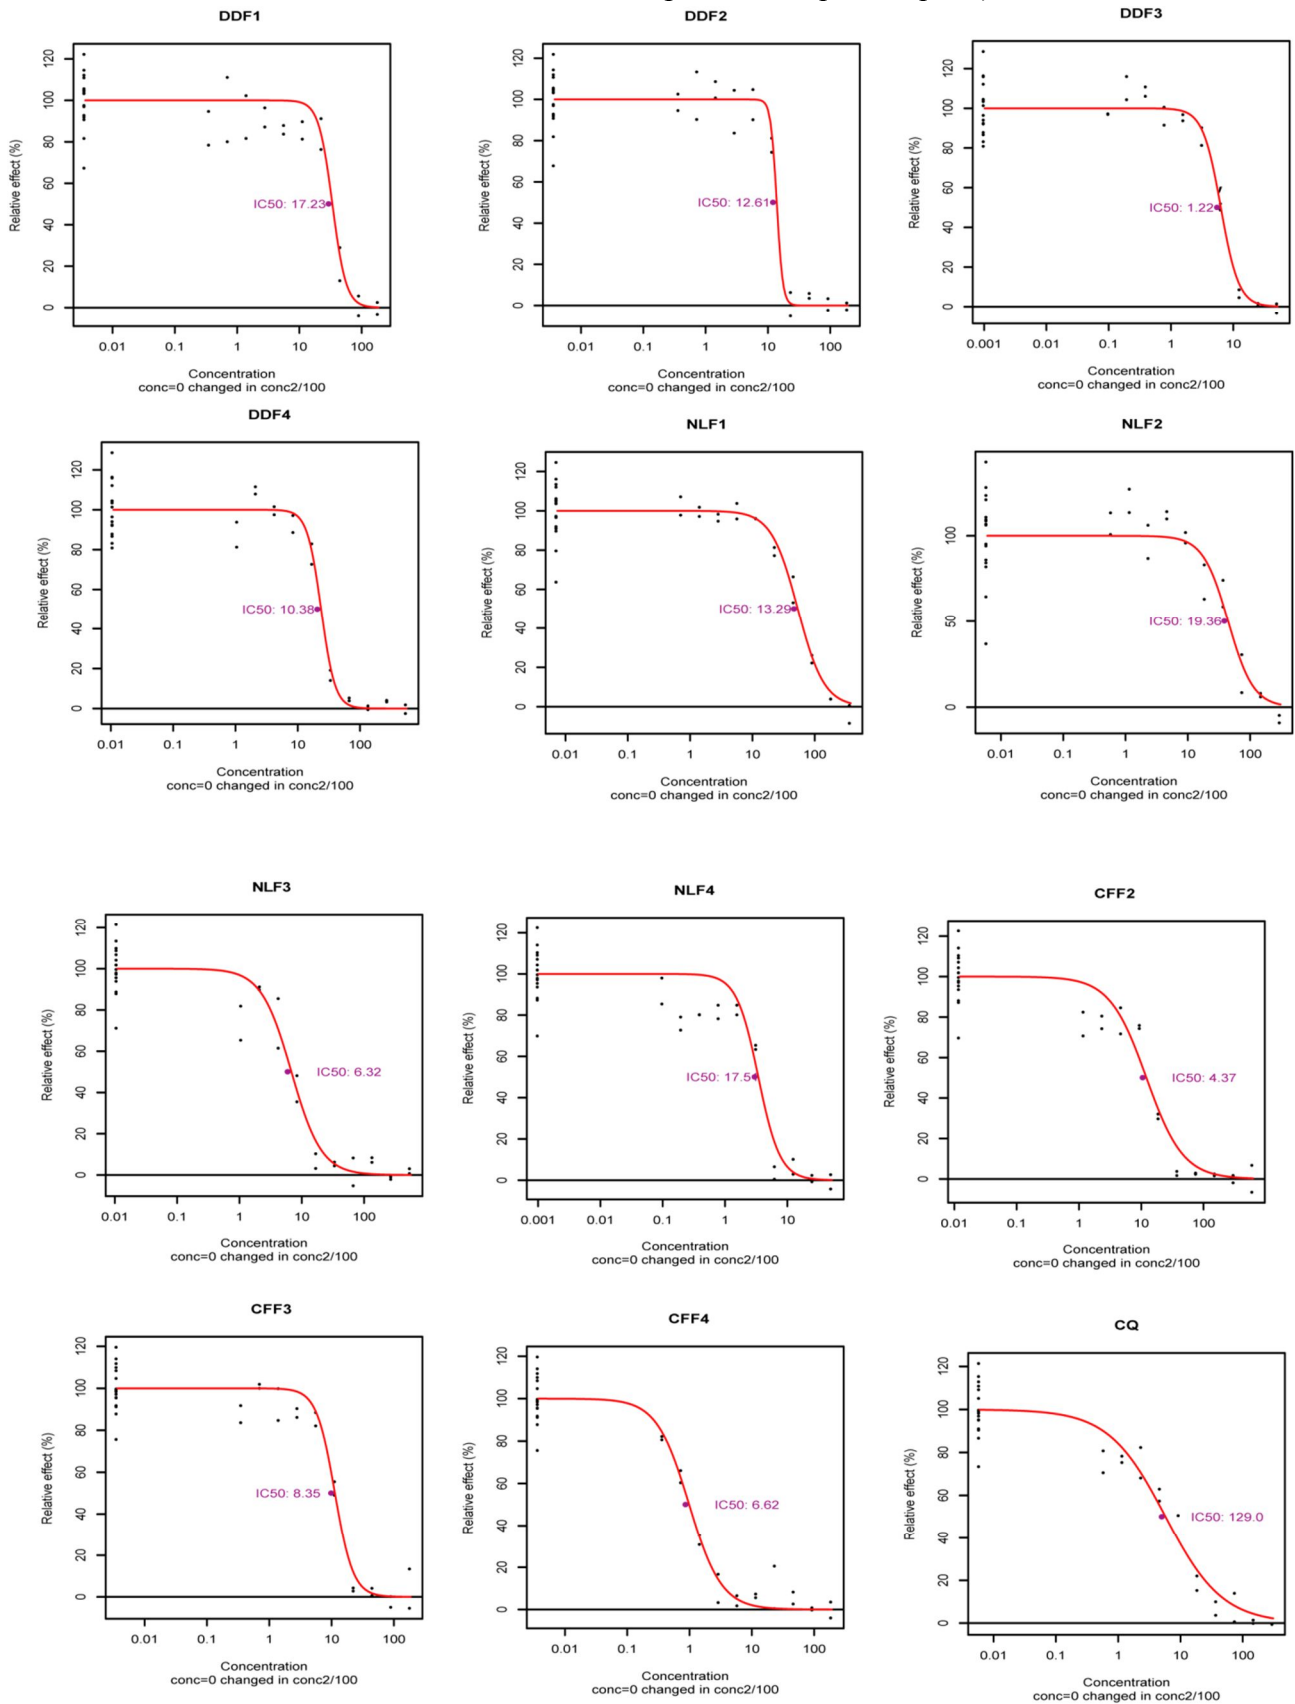 DDF1
120
100
80
60
40
20
0
Relative effect (%)
IC50: 17.23
0.01 0.1 1 10 100
Concentration
conc=0 changed in conc2/100
DDF2
120
100
80
60
40
20
0
Relative effect (%)
IC50: 12.61
0.01 0.1 1 10 100
Concentration
conc=0 changed in conc2/100
DDF3
120
100
80
60
40
20
0
Relative effect (%)
IC50: 1.22
0.001 0.01 0.1 1 10
Concentration
conc=0 changed in conc2/100
DDF4
120
100
80
60
40
20
0
Relative effect (%)
IC50: 10.38
0.01 0.1 1 10 100
Concentration
conc=0 changed in conc2/100
NLF1
120
100
80
60
40
20
0
Relative effect (%)
IC50: 13.29
0.01 0.1 1 10 100
Concentration
conc=0 changed in conc2/100
NLF2
100
50
0
Relative effect (%)
IC50: 19.36
0.01 0.1 1 10 100
Concentration
conc=0 changed in conc2/100
NLF3
120
100
80
60
40
20
0
Relative effect (%)
IC50: 6.32
0.01 0.1 1 10 100
Concentration
conc=0 changed in conc2/100
NLF4
120
100
80
60
40
20
0
Relative effect (%)
IC50: 17.5
0.001 0.01 0.1 1 10
Concentration
conc=0 changed in conc2/100
CFF2
120
100
80
60
40
20
0
Relative effect (%)
IC50: 4.37
0.01 0.1 1 10 100
Concentration
conc=0 changed in conc2/100
CFF3
120
100
80
60
40
20
0
Relative effect (%)
IC50: 8.35
0.01 0.1 1 10 100
Concentration
conc=0 changed in conc2/100
CFF4
120
100
80
60
40
20
0
Relative effect (%)
IC50: 6.62
0.01 0.1 1 10 100
Concentration
conc=0 changed in conc2/100
CQ
120
100
80
60
40
20
0
Relative effect (%)
IC50: 129.0
0.01 0.1 1 10 100
Concentration
conc=0 changed in conc2/100